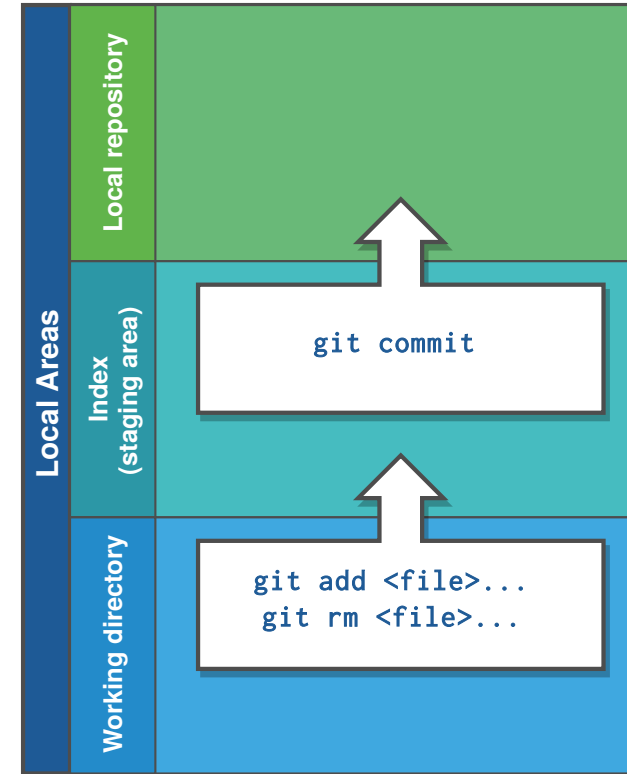 Local Areas
Local repository
git commit
Index
(staging area)
git add <file>...
git rm <file>...
Working directory